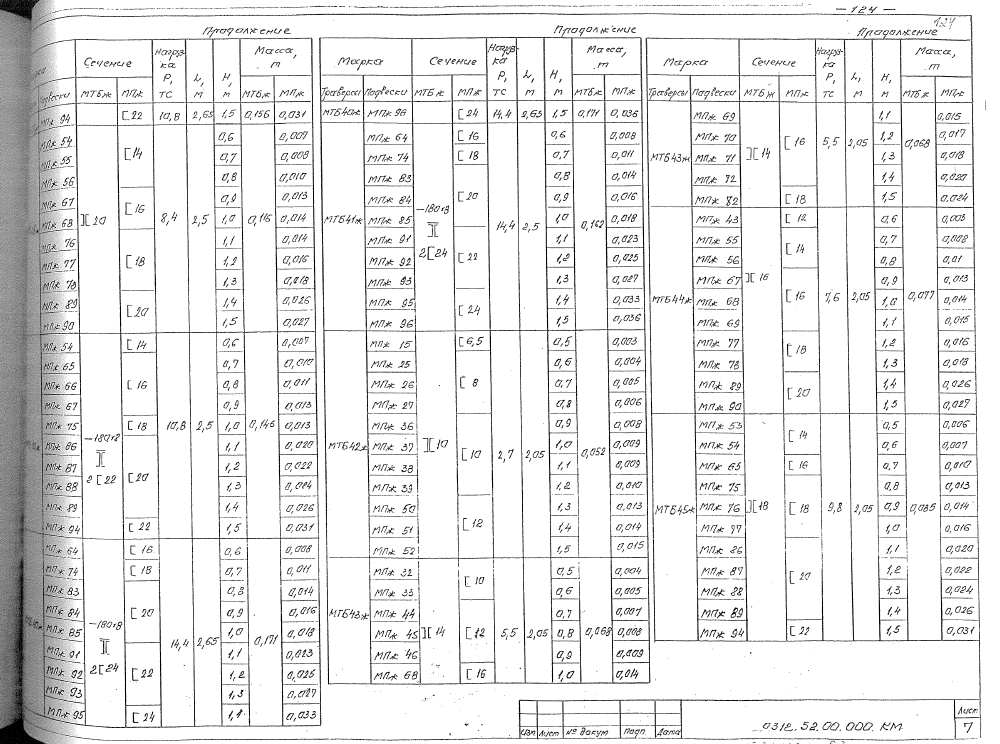 — 124 —
127
Продолжение
Сечение Нагрузка P, тс L, м H, м Масса, т
подвески МТБж МПж МТБж МПж
МПж 94 [22 10,8 2,65 1,5 0,156 0,031
МПж 54 ][20 [14 8,4 2,5 0,6 0,115 0,007
МПж 55 0,7 0,008
МПж 56 0,8 0,010
МПж 67 [16 0,9 0,013
МПж 68 1,0 0,014
МПж 76 [18 1,1 0,014
МПж 77 1,2 0,016
МПж 78 1,3 0,018
МПж 89 [20 1,4 0,026
МПж 90 1,5 0,027
МПж 54 –180×8 2[22 [14 10,8 2,5 0,6 0,146 0,007
МПж 65 [16 0,7 0,010
МПж 66 0,8 0,011
МПж 67 0,9 0,013
МПж 75 [18 1,0 0,013
МПж 86 [20 1,1 0,020
МПж 87 1,2 0,022
МПж 88 1,3 0,024
МПж 89 1,4 0,026
МПж 94 [22 1,5 0,031
МПж 64 –180×8 2[24 [16 14,4 2,65 0,6 0,171 0,008
МПж 74 [18 0,7 0,011
МПж 83 [20 0,8 0,014
МПж 84 0,9 0,016
МПж 85 1,0 0,018
МПж 91 [22 1,1 0,023
МПж 92 1,2 0,025
МПж 93 1,3 0,027
МПж 95 [24 1,4 0,033
Продолжение
Марка Сечение Нагрузка P, тс L, м H, м Масса, т
Траверсы Подвески МТБж МПж МТБж МПж
МТБ40ж МПж 96 [24 14,4 2,65 1,5 0,171 0,036
МТБ41ж МПж 64 –180×8 2[24 [16 14,4 2,5 0,6 0,162 0,008
МПж 74 [18 0,7 0,011
МПж 83 [20 0,8 0,014
МПж 84 0,9 0,016
МПж 85 1,0 0,018
МПж 91 [22 1,1 0,023
МПж 92 1,2 0,025
МПж 93 1,3 0,027
МПж 95 [24 1,4 0,033
МПж 96 1,5 0,036
МТБ42ж МПж 15 ][10 [6,5 2,7 2,05 0,5 0,052 0,003
МПж 25 [8 0,6 0,004
МПж 26 0,7 0,005
МПж 27 0,8 0,006
МПж 36 [10 0,9 0,008
МПж 37 1,0 0,009
МПж 38 1,1 0,009
МПж 39 1,2 0,010
МПж 50 [12 1,3 0,013
МПж 51 1,4 0,014
МПж 52 1,5 0,015
МТБ43ж МПж 32 ][14 [10 5,5 2,05 0,5 0,068 0,004
МПж 33 0,6 0,005
МПж 44 [12 0,7 0,007
МПж 45 0,8 0,008
МПж 46 0,9 0,009
МПж 68 [16 1,0 0,014
Продолжение
Марка Сечение Нагрузка P, тс L, м H, м Масса, т
Траверсы Подвески МТБж МПж МТБж МПж
МТБ43ж МПж 69 ][14 [16 5,5 2,05 1,1 0,068 0,015
МПж 70 1,2 0,017
МПж 71 1,3 0,018
МПж 72 1,4 0,020
МПж 82 [18 1,5 0,024
МТБ44ж МПж 43 ][16 [12 7,6 2,05 0,6 0,077 0,008
МПж 55 [14 0,7 0,008
МПж 56 0,8 0,01
МПж 67 [16 0,9 0,013
МПж 68 1,0 0,014
МПж 69 1,1 0,015
МПж 77 [18 1,2 0,016
МПж 78 1,3 0,018
МПж 89 [20 1,4 0,026
МПж 90 1,5 0,027
МТБ45ж МПж 53 ][18 [14 9,8 2,05 0,5 0,085 0,006
МПж 54 0,6 0,007
МПж 65 [16 0,7 0,010
МПж 75 [18 0,8 0,013
МПж 76 0,9 0,014
МПж 77 1,0 0,016
МПж 86 [20 1,1 0,020
МПж 87 1,2 0,022
МПж 88 1,3 0,024
МПж 89 1,4 0,026
МПж 94 [22 1,5 0,031
Изм Лист № докум Подп. Дата
0312.52.00.000.КМ
Лист
7